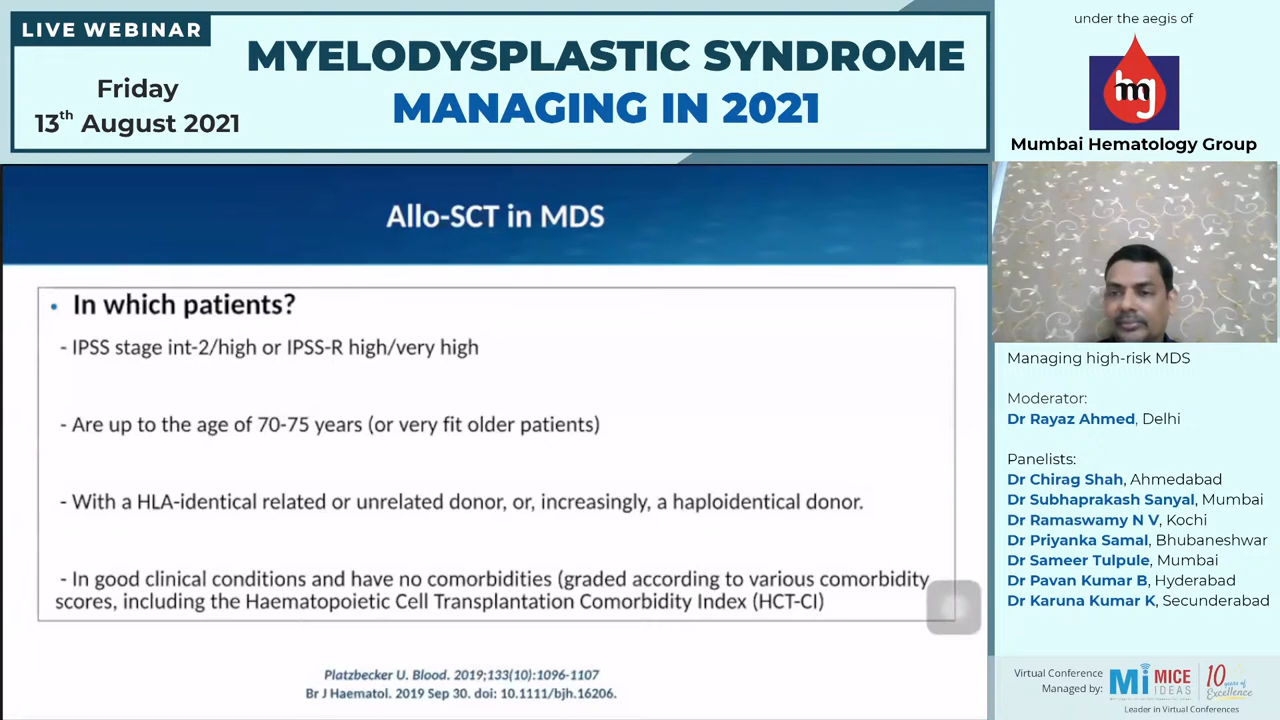 LIVE WEBINAR
Friday
13th August 2021
MYELODYSPLASTIC SYNDROME
MANAGING IN 2021
under the aegis of
hmg
Mumbai Hematology Group
Allo-SCT in MDS
• In which patients?
- IPSS stage int-2/high or IPSS-R high/very high
- Are up to the age of 70-75 years (or very fit older patients)
- With a HLA-identical related or unrelated donor, or, increasingly, a haploidentical donor.
- In good clinical conditions and have no comorbidities (graded according to various comorbidity
scores, including the Haematopoietic Cell Transplantation Comorbidity Index (HCT-CI)
Platzbecker U. Blood. 2019;133(10):1096-1107
Br J Haematol. 2019 Sep 30. doi: 10.1111/bjh.16206.
Managing high-risk MDS
Moderator:
Dr Rayaz Ahmed, Delhi
Panelists:
Dr Chirag Shah, Ahmedabad
Dr Subhaprakash Sanyal, Mumbai
Dr Ramaswamy N V, Kochi
Dr Priyanka Samal, Bhubaneshwar
Dr Sameer Tulpule, Mumbai
Dr Pavan Kumar B, Hyderabad
Dr Karuna Kumar K, Secunderabad
Virtual Conference
Managed by:
Mi MICE
IDEAS
10 years of
Excellence
Leader in Virtual Conferences